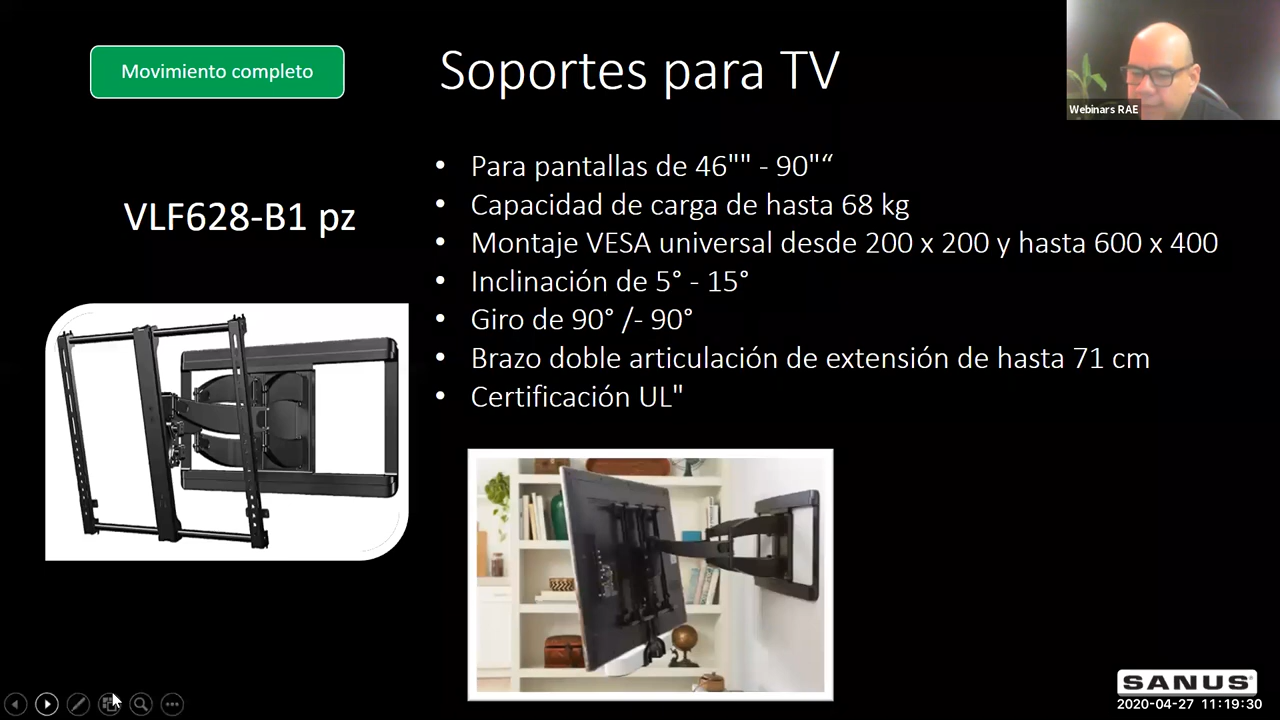 Movimiento completo
Soportes para TV
Webinars RAE
VLF628-B1 pz
• Para pantallas de 46"" - 90"“
• Capacidad de carga de hasta 68 kg
• Montaje VESA universal desde 200 x 200 y hasta 600 x 400
• Inclinación de 5° - 15°
• Giro de 90° /- 90°
• Brazo doble articulación de extensión de hasta 71 cm
• Certificación UL"
SANUS
2020-04-27 11:19:30